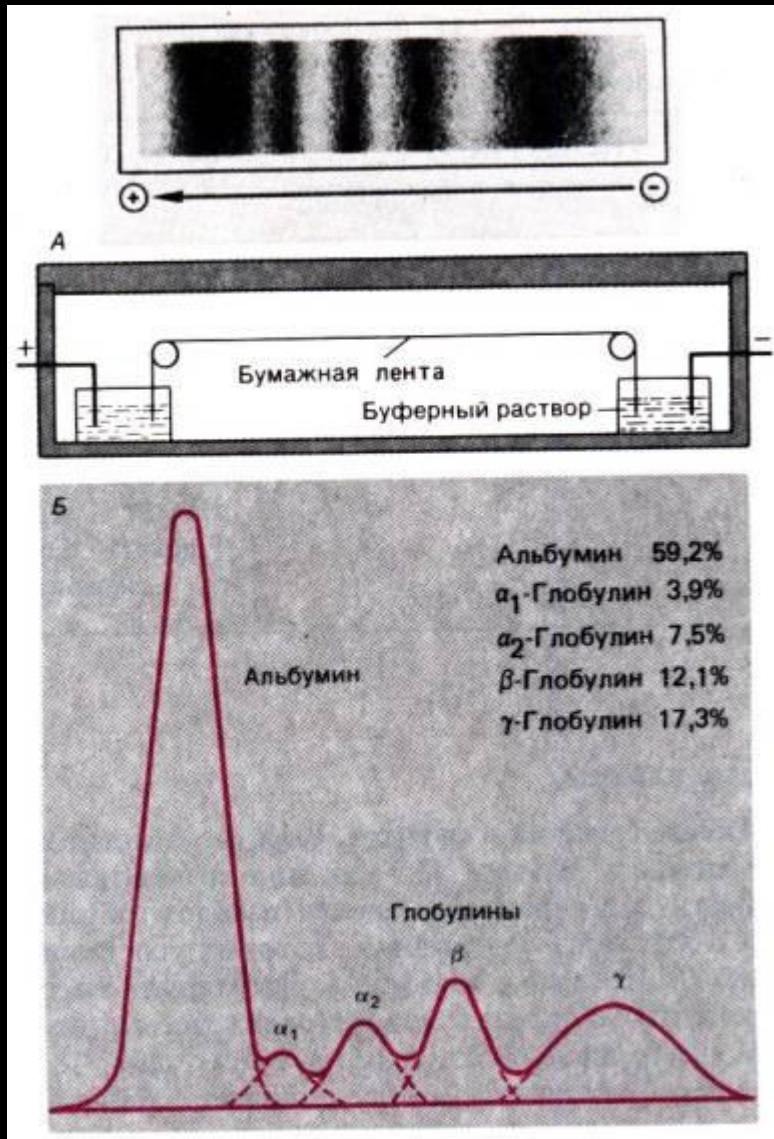 + −
А
+ −
Бумажная лента
Буферный раствор
Б
Альбумин 59,2%
α₁-Глобулин 3,9%
α₂-Глобулин 7,5%
β-Глобулин 12,1%
γ-Глобулин 17,3%
Альбумин
Глобулины
α₁ α₂ β γ